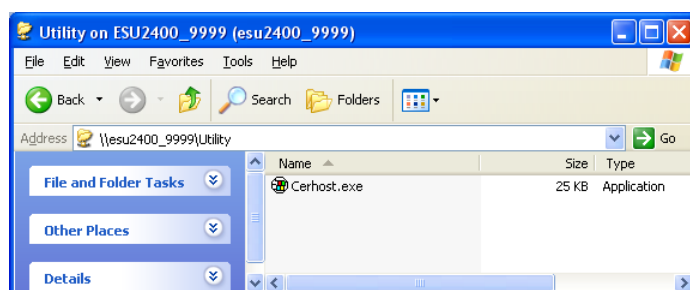 Utility on ESU2400_9999 (esu2400_9999)
File Edit View Favorites Tools Help
Back Search Folders
Address \\esu2400_9999\Utility Go
Name Size Type
File and Folder Tasks
Cerhost.exe 25 KB Application
Other Places
Details